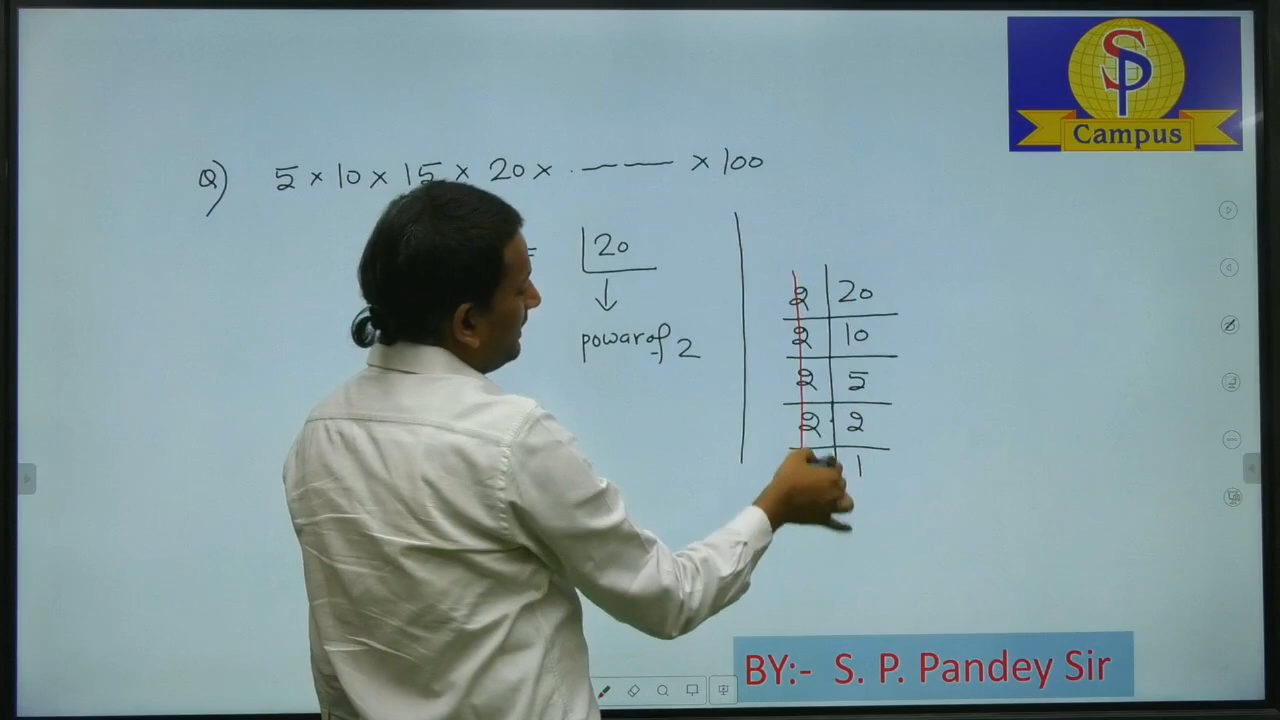 SP
Campus
Q) 5 × 10 × 15 × 20 × . — — × 100
= 20
powar of 2
2 20
2 10
2 5
2 2
1
BY:- S. P. Pandey Sir